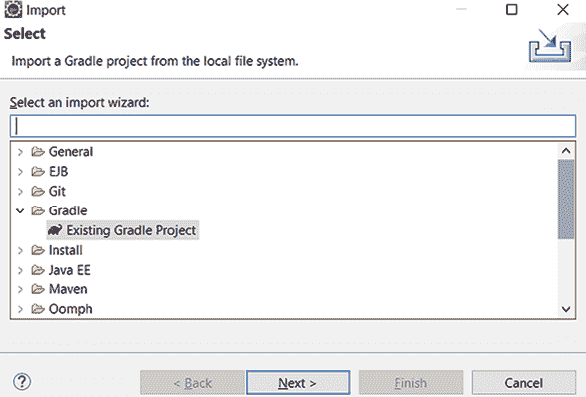 Import
Select
Import a Gradle project from the local file system.
Select an import wizard:
General
EJB
Git
Gradle
Existing Gradle Project
Install
Java EE
Maven
Oomph
? < Back Next > Finish Cancel